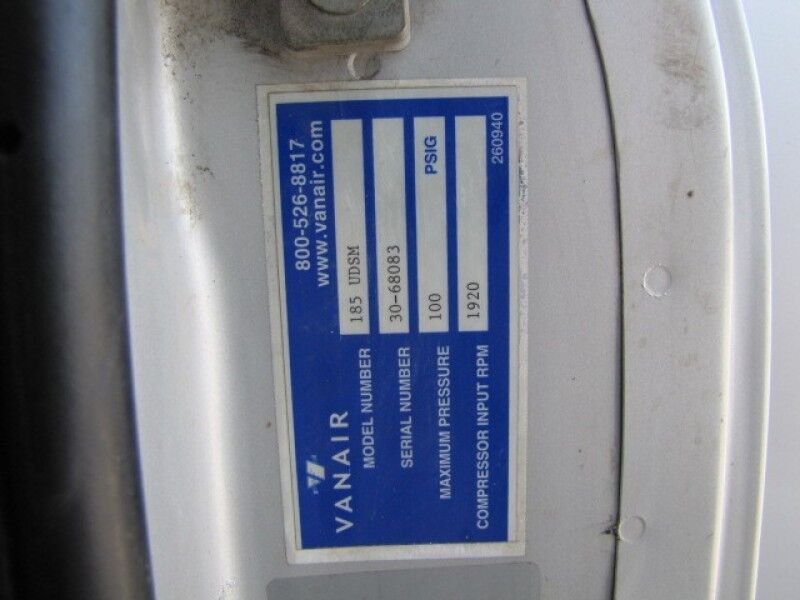 VANAIR
800-526-8817
www.vanair.com
MODEL NUMBER 185 UDSM
SERIAL NUMBER 30-68083
MAXIMUM PRESSURE 100 PSIG
COMPRESSOR INPUT RPM 1920
260940